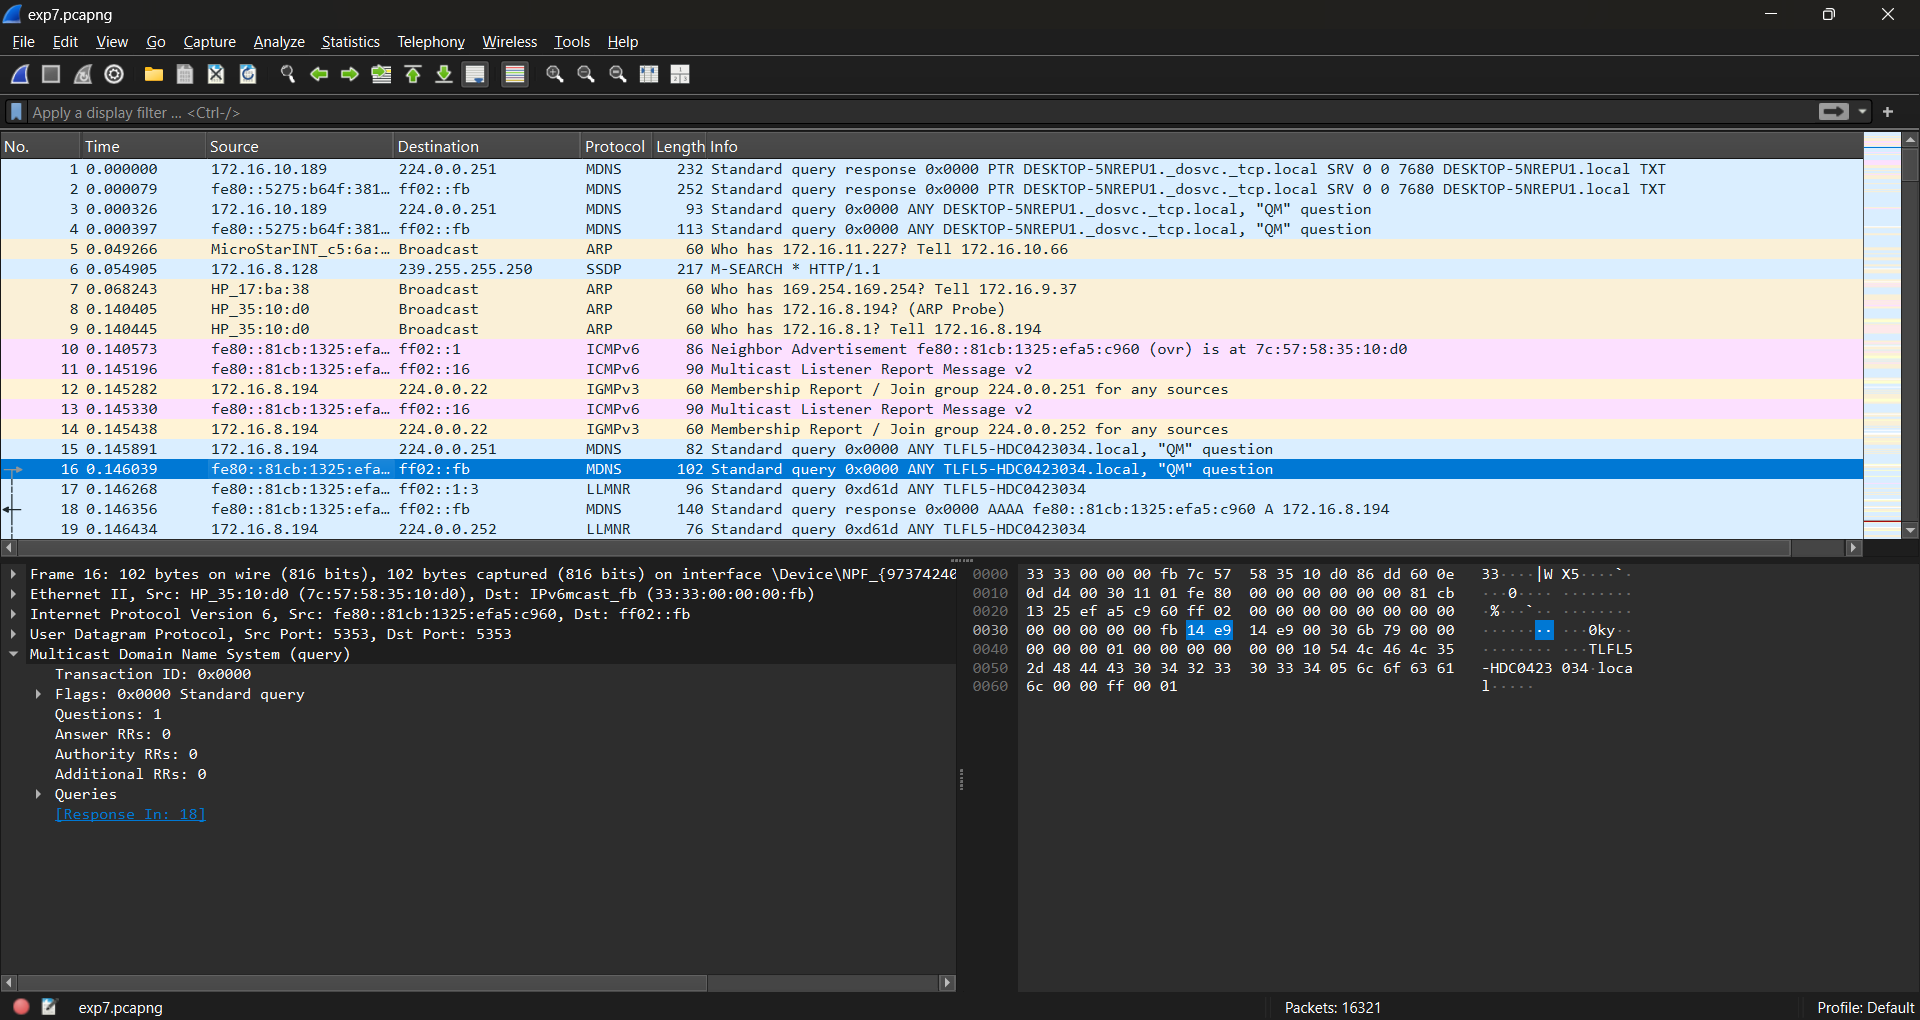 exp7.pcapng
File Edit View Go Capture Analyze Statistics Telephony Wireless Tools Help
Apply a display filter ... <Ctrl-/>
No. Time Source Destination Protocol Length Info
1 0.000000 172.16.10.189 224.0.0.251 MDNS 232 Standard query response 0x0000 PTR DESKTOP-5NREPU1._dosvc._tcp.local SRV 0 0 7680 DESKTOP-5NREPU1.local TXT
2 0.000079 fe80::5275:b64f:381… ff02::fb MDNS 252 Standard query response 0x0000 PTR DESKTOP-5NREPU1._dosvc._tcp.local SRV 0 0 7680 DESKTOP-5NREPU1.local TXT
3 0.000326 172.16.10.189 224.0.0.251 MDNS 93 Standard query 0x0000 ANY DESKTOP-5NREPU1._dosvc._tcp.local, "QM" question
4 0.000397 fe80::5275:b64f:381… ff02::fb MDNS 113 Standard query 0x0000 ANY DESKTOP-5NREPU1._dosvc._tcp.local, "QM" question
5 0.049266 MicroStarINT_c5:6a:… Broadcast ARP 60 Who has 172.16.11.227? Tell 172.16.10.66
6 0.054905 172.16.8.128 239.255.255.250 SSDP 217 M-SEARCH * HTTP/1.1
7 0.068243 HP_17:ba:38 Broadcast ARP 60 Who has 169.254.169.254? Tell 172.16.9.37
8 0.140405 HP_35:10:d0 Broadcast ARP 60 Who has 172.16.8.194? (ARP Probe)
9 0.140445 HP_35:10:d0 Broadcast ARP 60 Who has 172.16.8.1? Tell 172.16.8.194
10 0.140573 fe80::81cb:1325:efa… ff02::1 ICMPv6 86 Neighbor Advertisement fe80::81cb:1325:efa5:c960 (ovr) is at 7c:57:58:35:10:d0
11 0.145196 fe80::81cb:1325:efa… ff02::16 ICMPv6 90 Multicast Listener Report Message v2
12 0.145282 172.16.8.194 224.0.0.22 IGMPv3 60 Membership Report / Join group 224.0.0.251 for any sources
13 0.145330 fe80::81cb:1325:efa… ff02::16 ICMPv6 90 Multicast Listener Report Message v2
14 0.145438 172.16.8.194 224.0.0.22 IGMPv3 60 Membership Report / Join group 224.0.0.252 for any sources
15 0.145891 172.16.8.194 224.0.0.251 MDNS 82 Standard query 0x0000 ANY TLFL5-HDC0423034.local, "QM" question
16 0.146039 fe80::81cb:1325:efa… ff02::fb MDNS 102 Standard query 0x0000 ANY TLFL5-HDC0423034.local, "QM" question
17 0.146268 fe80::81cb:1325:efa… ff02::1:3 LLMNR 96 Standard query 0xd61d ANY TLFL5-HDC0423034
18 0.146356 fe80::81cb:1325:efa… ff02::fb MDNS 140 Standard query response 0x0000 AAAA fe80::81cb:1325:efa5:c960 A 172.16.8.194
19 0.146434 172.16.8.194 224.0.0.252 LLMNR 76 Standard query 0xd61d ANY TLFL5-HDC0423034
Frame 16: 102 bytes on wire (816 bits), 102 bytes captured (816 bits) on interface \Device\NPF_{97374240
Ethernet II, Src: HP_35:10:d0 (7c:57:58:35:10:d0), Dst: IPv6mcast_fb (33:33:00:00:00:fb)
Internet Protocol Version 6, Src: fe80::81cb:1325:efa5:c960, Dst: ff02::fb
User Datagram Protocol, Src Port: 5353, Dst Port: 5353
Multicast Domain Name System (query)
Transaction ID: 0x0000
Flags: 0x0000 Standard query
Questions: 1
Answer RRs: 0
Authority RRs: 0
Additional RRs: 0
Queries
[Response In: 18]
0000 33 33 00 00 00 fb 7c 57 58 35 10 d0 86 dd 60 0e 33····|W X5····`·
0010 0d d4 00 30 11 01 fe 80 00 00 00 00 00 00 81 cb ···0···· ········
0020 13 25 ef a5 c9 60 ff 02 00 00 00 00 00 00 00 00 ·%···`·· ········
0030 00 00 00 00 00 fb 14 e9 14 e9 00 30 6b 79 00 00 ········ ···0ky··
0040 00 00 00 01 00 00 00 00 00 00 10 54 4c 46 4c 35 ········ ···TLFL5
0050 2d 48 44 43 30 34 32 33 30 33 34 05 6c 6f 63 61 -HDC0423 034·loca
0060 6c 00 00 ff 00 01 l·····
exp7.pcapng
Packets: 16321
Profile: Default